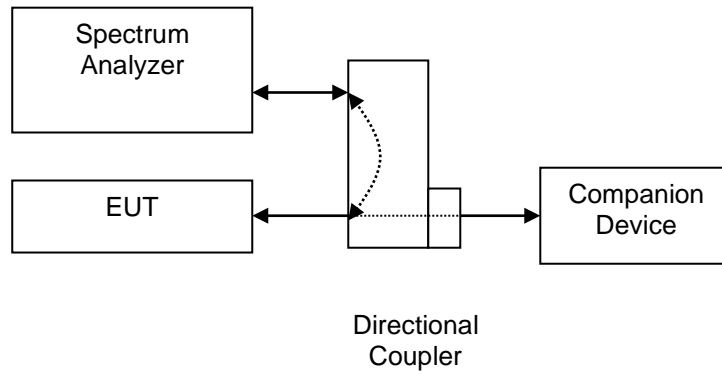 Spectrum
Analyzer
EUT
Companion
Device
Directional
Coupler